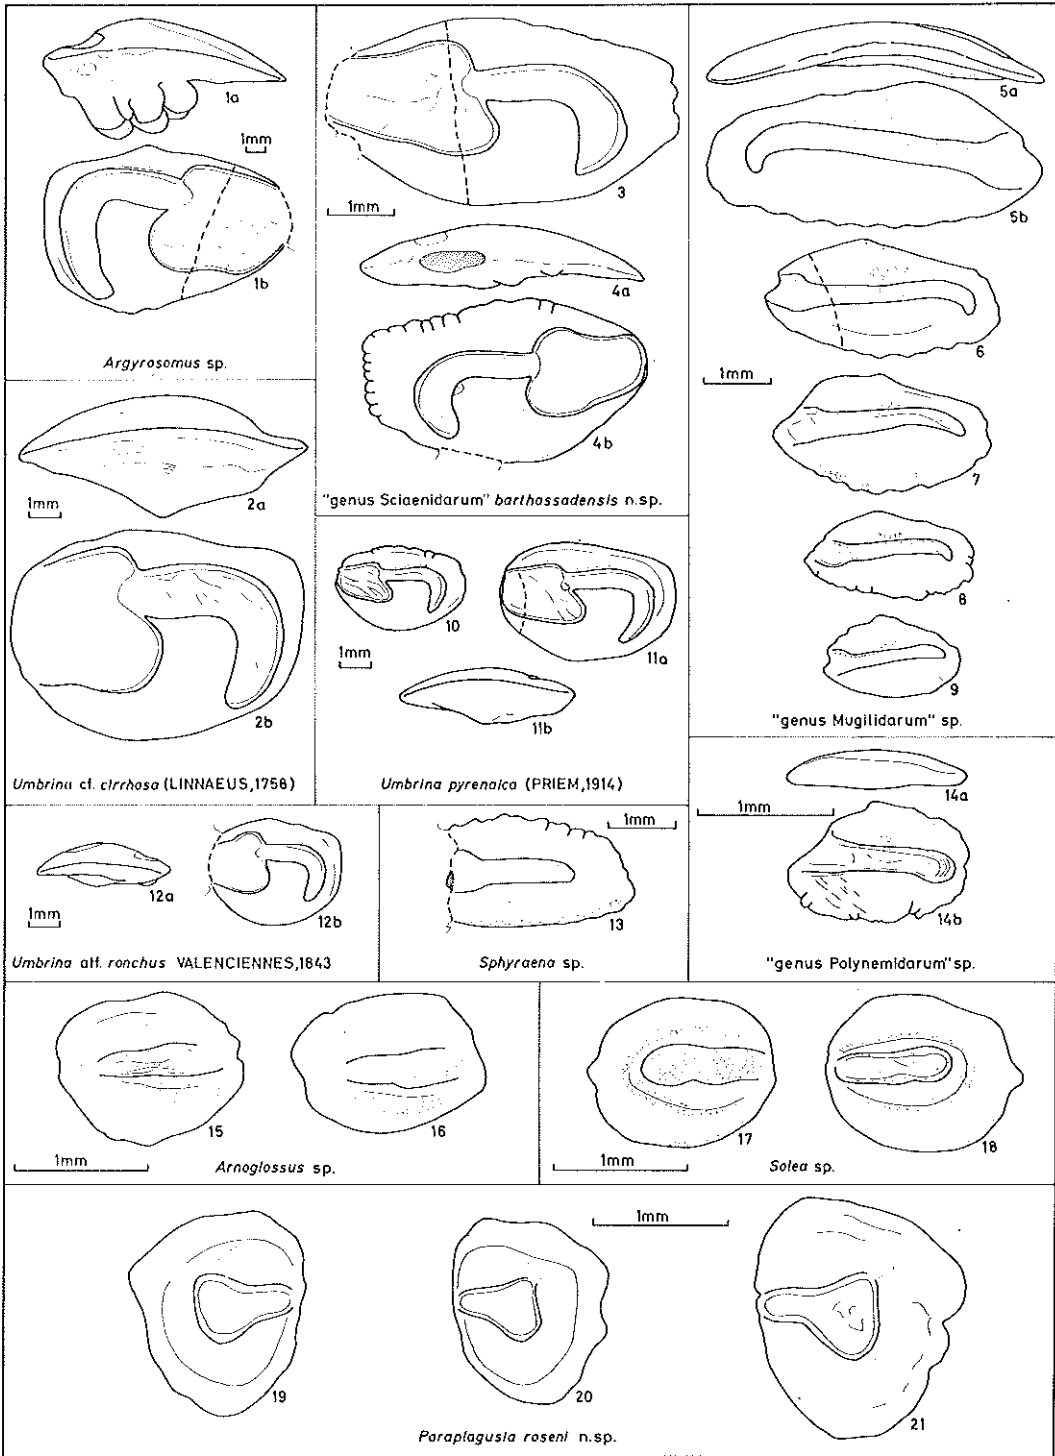 1a
1mm
1b
Argyrosomus sp.
3
1mm
4a
4b
"genus Sciaenidarum" barthassadensis n.sp.
5a
5b
6
1mm
7
8
9
"genus Mugilidarum" sp.
2a
1mm
2b
Umbrina cf. cirrhosa (LINNAEUS,1758)
10
1mm
11a
11b
Umbrina pyrenaica (PRIEM,1914)
12a
1mm
12b
Umbrina aff. ronchus VALENCIENNES,1843
1mm
13
Sphyraena sp.
14a
1mm
14b
"genus Polynemidarum" sp.
15
16
1mm
Arnoglossus sp.
17
18
1mm
Solea sp.
1mm
19
20
21
Paraplagusia roseni n.sp.